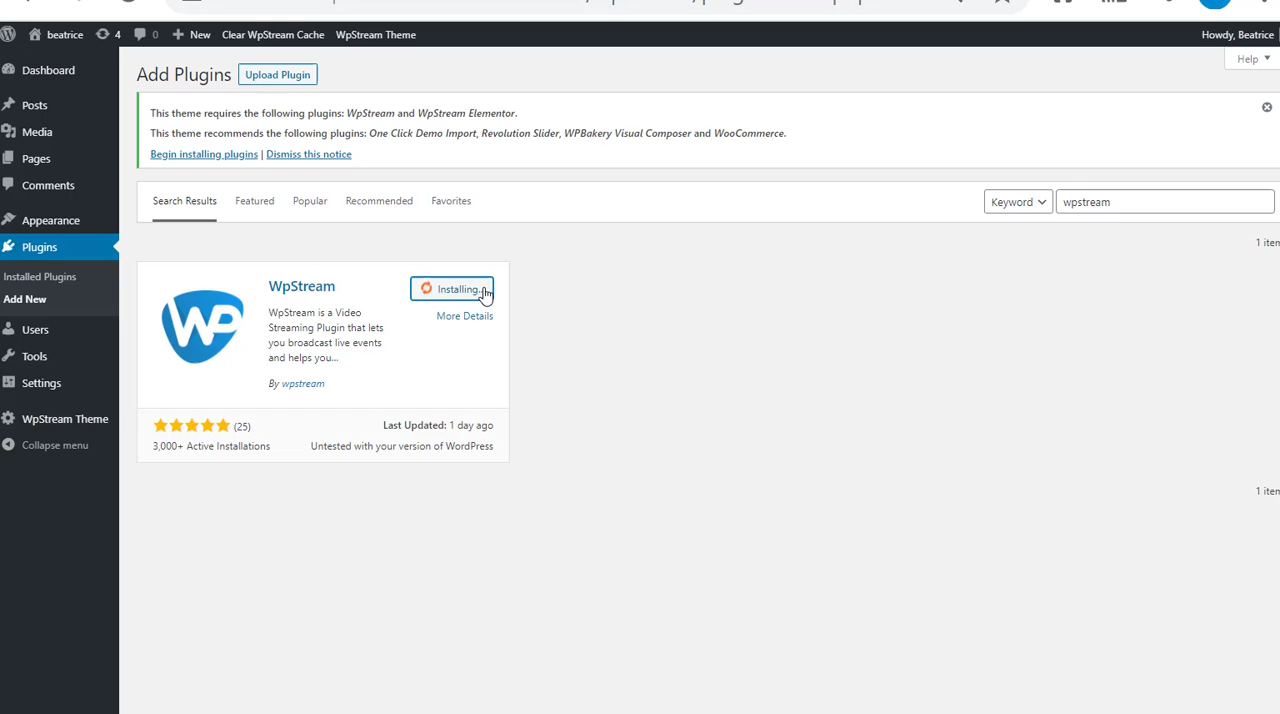 beatrice 4 0 New Clear WpStream Cache WpStream Theme Howdy, Beatrice
Help
Dashboard
Posts
Media
Pages
Comments
Appearance
Plugins
Installed Plugins
Add New
Users
Tools
Settings
WpStream Theme
Collapse menu
Add Plugins Upload Plugin
This theme requires the following plugins: WpStream and WpStream Elementor.
This theme recommends the following plugins: One Click Demo Import, Revolution Slider, WPBakery Visual Composer and WooCommerce.
Begin installing plugins | Dismiss this notice
Search Results Featured Popular Recommended Favorites Keyword wpstream
1 item
WP
WpStream
Installing...
More Details
WpStream is a Video
Streaming Plugin that lets
you broadcast live events
and helps you...
By wpstream
(25) Last Updated: 1 day ago
3,000+ Active Installations Untested with your version of WordPress
1 item